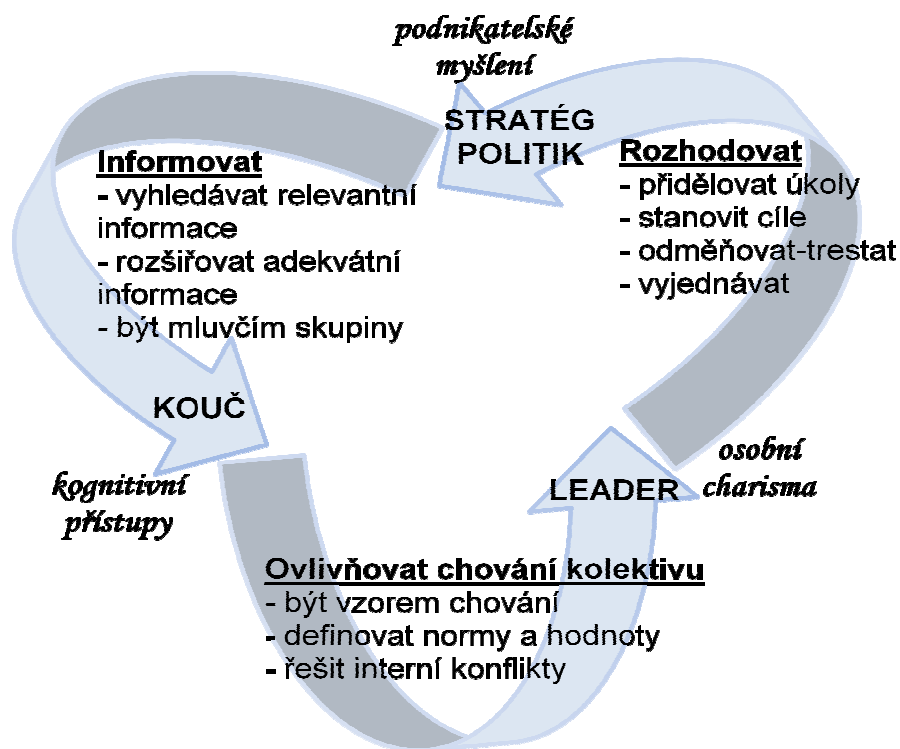 podnikatelské
myšlení
STRATÉG
POLITIK
Informovat
- vyhledávat relevantní
informace
- rozšiřovat adekvátní
informace
- být mluvčím skupiny
Rozhodovat
- přidělovat úkoly
- stanovit cíle
- odměňovat-trestat
- vyjednávat
KOUČ
kognitivní
přístupy
LEADER
osobní
charisma
Ovlivňovat chování kolektivu
- být vzorem chování
- definovat normy a hodnoty
- řešit interní konflikty